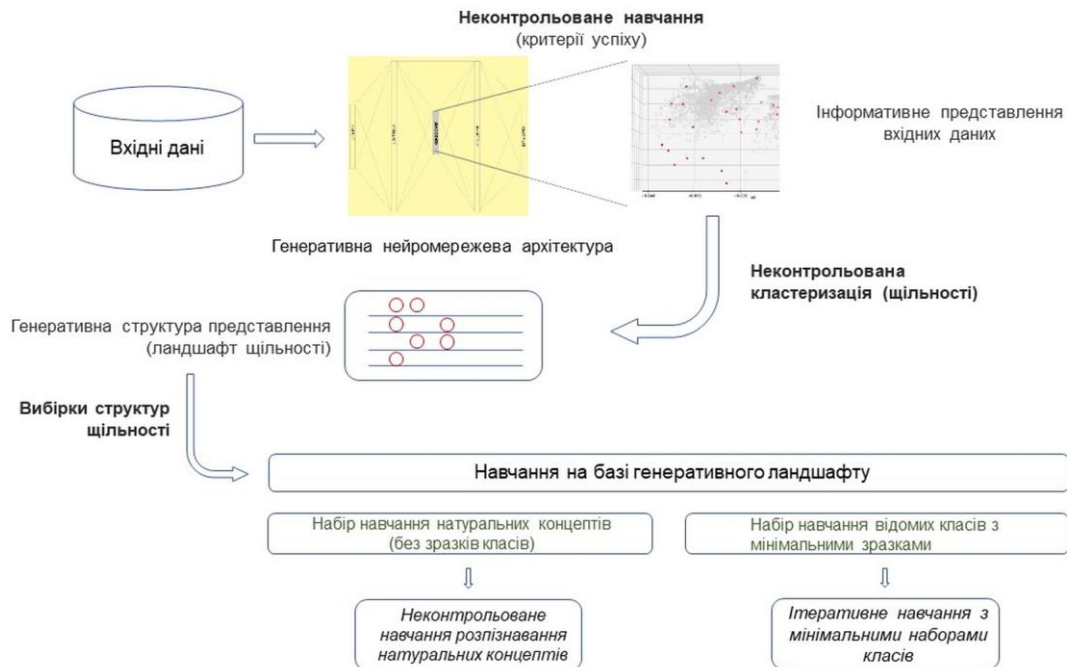 Неконтрольоване навчання
(критерії успіху)
Вхідні дані
Інформативне представлення
вхідних даних
Генеративна нейромережева архітектура
Неконтрольована
кластеризація (щільності)
Генеративна структура представлення
(ландшафт щільності)
Вибірки структур
щільності
Навчання на базі генеративного ландшафту
Набір навчання натуральних концептів
(без зразків класів)
Набір навчання відомих класів з
мінімальними зразками
Неконтрольоване
навчання розпізнавання
натуральних концептів
Ітеративне навчання з
мінімальними наборами
класів